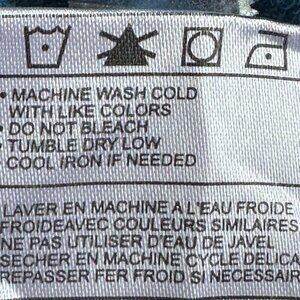 • MACHINE WASH COLD
WITH LIKE COLORS
• DO NOT BLEACH
• TUMBLE DRY LOW
COOL IRON IF NEEDED
LAVER EN MACHINE A L'EAU FROIDE
FROIDEAVEC COULEURS SIMILAIRES
NE PAS UTILISER D'EAU DE JAVEL
SECHER EN MACHINE CYCLE DELICA
REPASSER FER FROID SI NECESSAIR